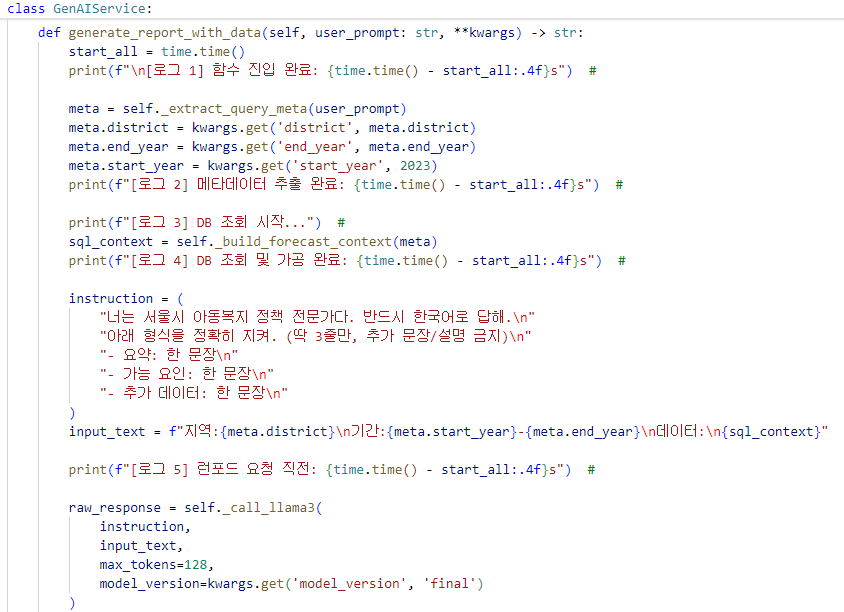 class GenAIService:
def generate_report_with_data(self, user_prompt: str, **kwargs) -> str:
start_all = time.time()
print(f"\n[로그 1] 함수 진입 완료: {time.time() - start_all:.4f}s")  #
meta = self._extract_query_meta(user_prompt)
meta.district = kwargs.get('district', meta.district)
meta.end_year = kwargs.get('end_year', meta.end_year)
meta.start_year = kwargs.get('start_year', 2023)
print(f"[로그 2] 메타데이터 추출 완료: {time.time() - start_all:.4f}s")  #
print(f"[로그 3] DB 조회 시작...")  #
sql_context = self._build_forecast_context(meta)
print(f"[로그 4] DB 조회 및 가공 완료: {time.time() - start_all:.4f}s")  #
instruction = (
"너는 서울시 아동복지 정책 전문가다. 반드시 한국어로 답해.\n"
"아래 형식을 정확히 지켜. (딱 3줄만, 추가 문장/설명 금지)\n"
"- 요약: 한 문장\n"
"- 가능 요인: 한 문장\n"
"- 추가 데이터: 한 문장\n"
)
input_text = f"지역:{meta.district}\n기간:{meta.start_year}-{meta.end_year}\n데이터:\n{sql_context}"
print(f"[로그 5] 런포드 요청 직전: {time.time() - start_all:.4f}s")  #
raw_response = self._call_llama3(
instruction,
input_text,
max_tokens=128,
model_version=kwargs.get('model_version', 'final')
)